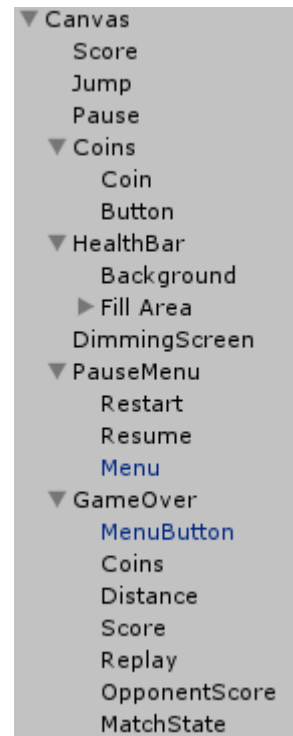 Canvas
Score
Jump
Pause
Coins
Coin
Button
HealthBar
Background
Fill Area
DimmingScreen
PauseMenu
Restart
Resume
Menu
GameOver
MenuButton
Coins
Distance
Score
Replay
OpponentScore
MatchState